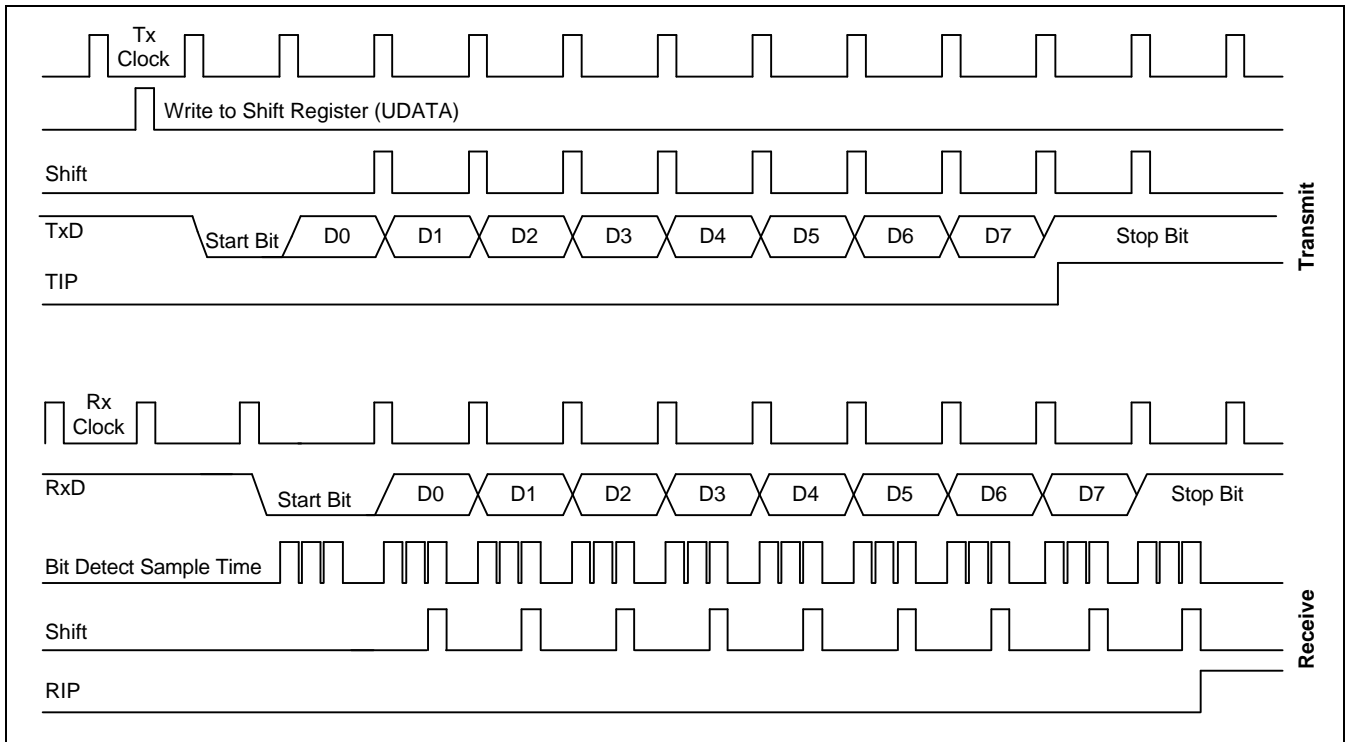 Tx
Clock
Write to Shift Register (UDATA)
Shift
TxD
Start Bit
D0
D1
D2
D3
D4
D5
D6
D7
Stop Bit
TIP
Transmit
Rx
Clock
RxD
Start Bit
D0
D1
D2
D3
D4
D5
D6
D7
Stop Bit
Bit Detect Sample Time
Shift
RIP
Receive